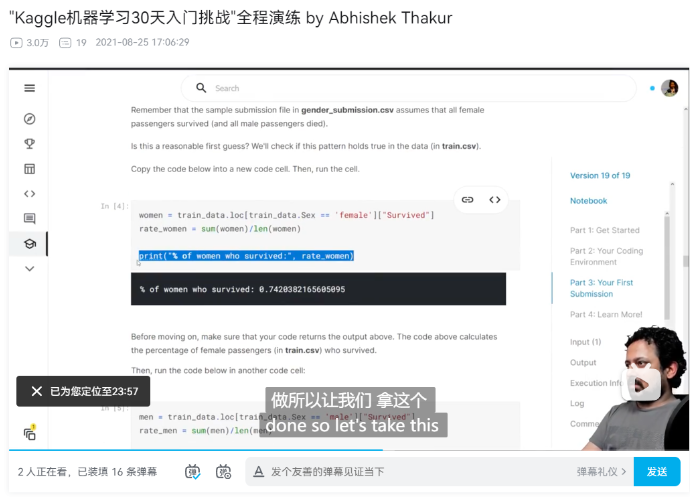 "Kaggle机器学习30天入门挑战"全程演练 by Abhishek Thakur
3.0万 19 2021-08-25 17:06:29
Search
Remember that the sample submission file in gender_submission.csv assumes that all female
passengers survived (and all male passengers died).
Is this a reasonable first guess? We'll check if this pattern holds true in the data (in train.csv).
Copy the code below into a new code cell. Then, run the cell.
In [4]:
women = train_data.loc[train_data.Sex == 'female']["Survived"]
rate_women = sum(women)/len(women)
print("% of women who survived:", rate_women)
% of women who survived: 0.7420382165605095
Before moving on, make sure that your code returns the output above. The code above calculates
the percentage of female passengers (in train.csv) who survived.
Then, run the code below in another code cell:
In [5]:
men = train_data.loc[train_data.Sex == 'male']["Survived"]
rate_men = sum(men)/len(men)
Version 19 of 19
Notebook
Part 1: Get Started
Part 2: Your Coding
Environment
Part 3: Your First
Submission
Part 4: Learn More!
Input (1)
Output
Execution Inf
Log
Comme
已为您定位至23:57
做所以让我们 拿这个
done so let's take this
2 人正在看，已装填 16 条弹幕
弹
弹
A 发个友善的弹幕见证当下
弹幕礼仪 >
发送